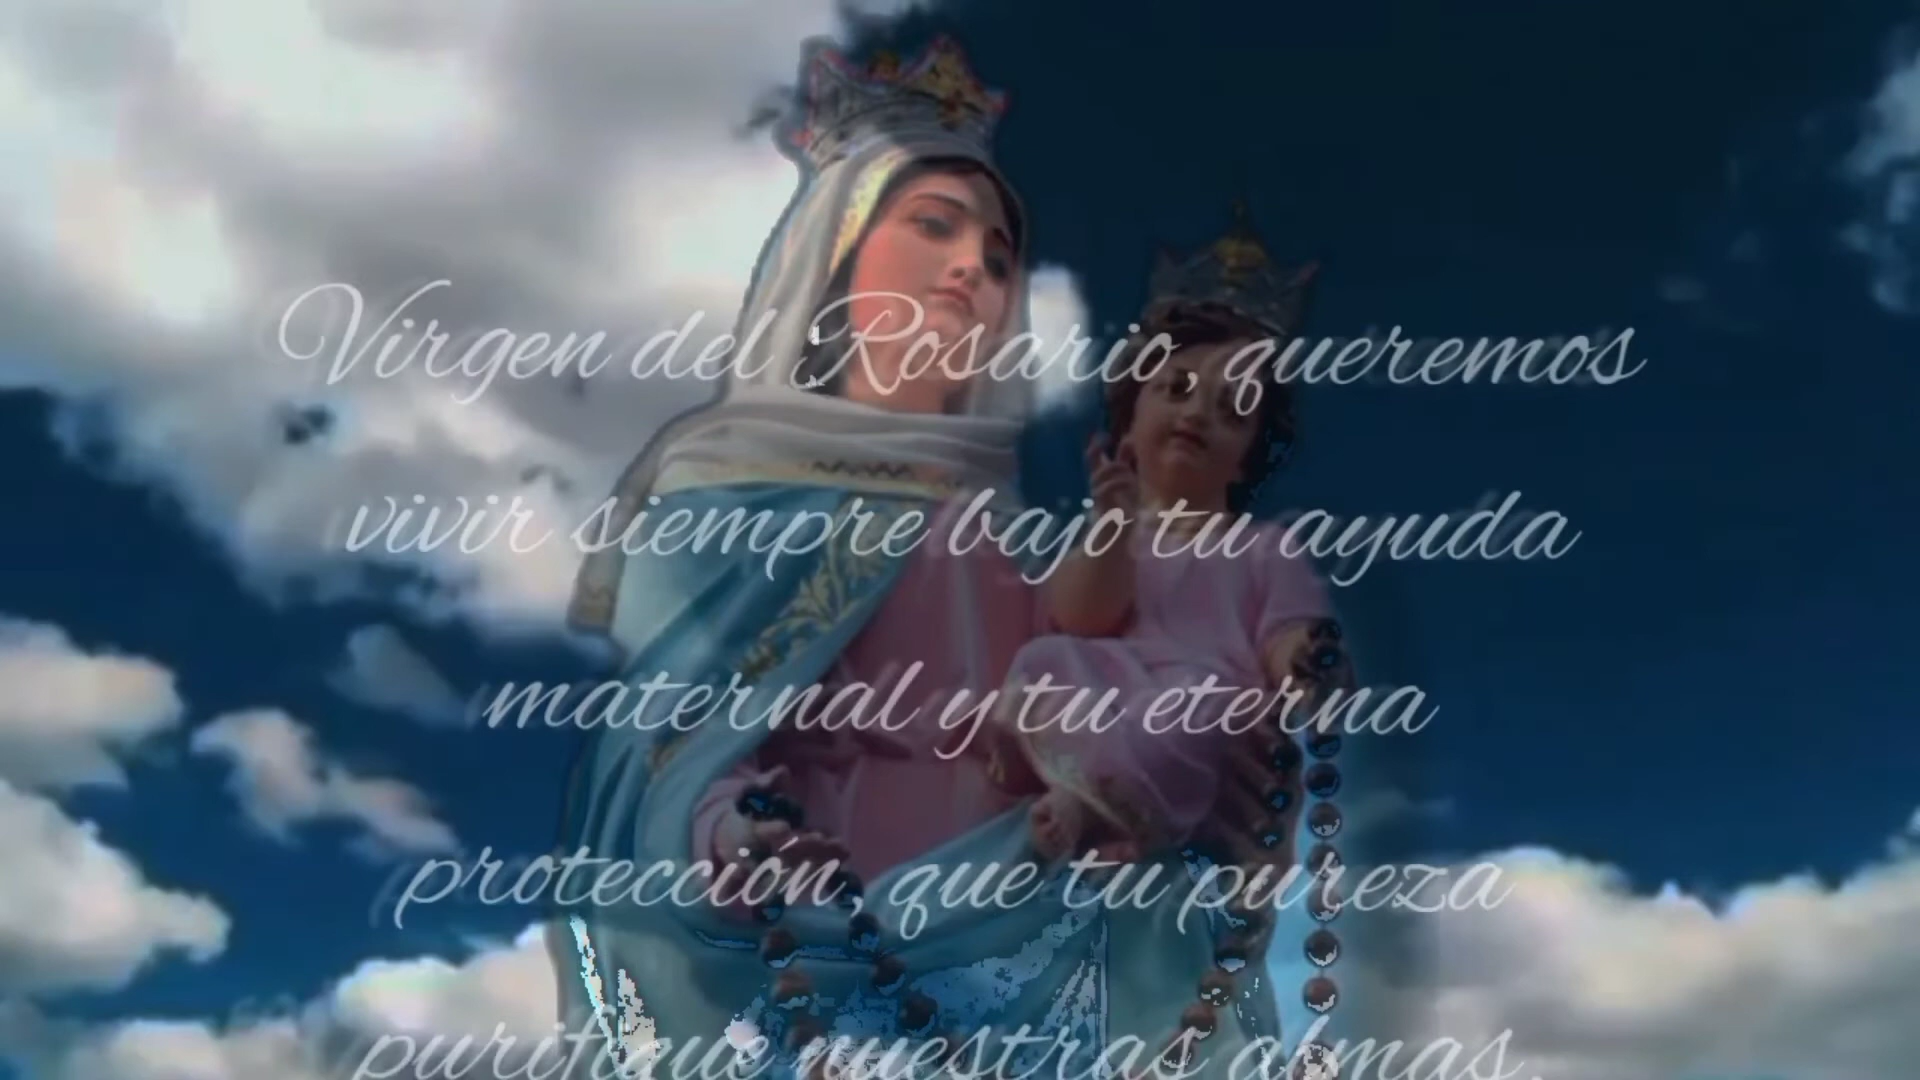 Virgen del Rosario, queremos
vivir siempre bajo tu ayuda
maternal y tu eterna
protección, que tu pureza
purifique nuestras almas.